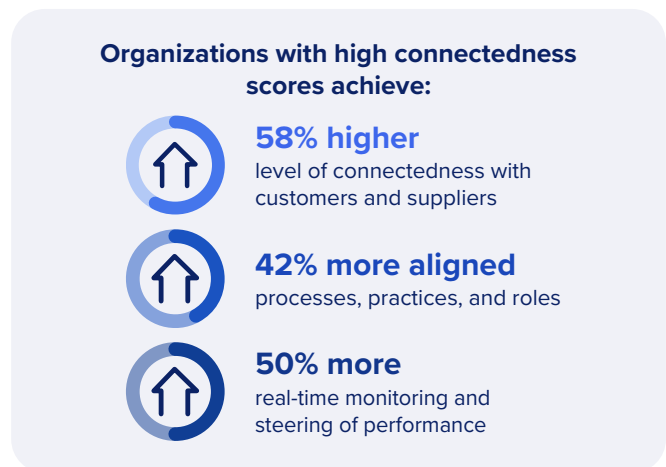 Organizations with high connectedness
scores achieve:
58% higher
level of connectedness with
customers and suppliers
42% more aligned
processes, practices, and roles
50% more
real-time monitoring and
steering of performance